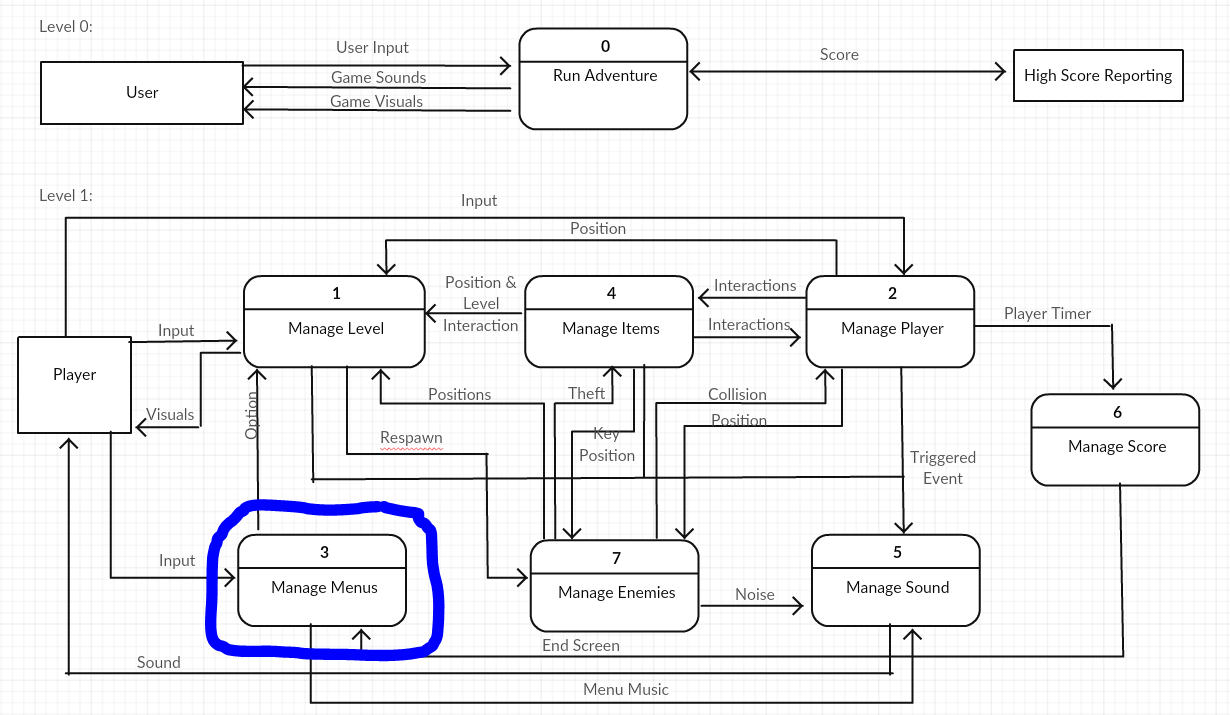 Level 0:
User Input
Game Sounds
Game Visuals
User
0
Run Adventure
Score
High Score Reporting
Level 1:
Input
Position
1
Manage Level
Position &
Level
Interaction
4
Manage Items
Interactions
Interactions
2
Manage Player
Player Timer
Player
Input
Visuals
Option
Positions
Respawn
Theft
Key
Position
Collision
Position
Triggered
Event
6
Manage Score
Input
3
Manage Menus
7
Manage Enemies
Noise
5
Manage Sound
End Screen
Sound
Menu Music